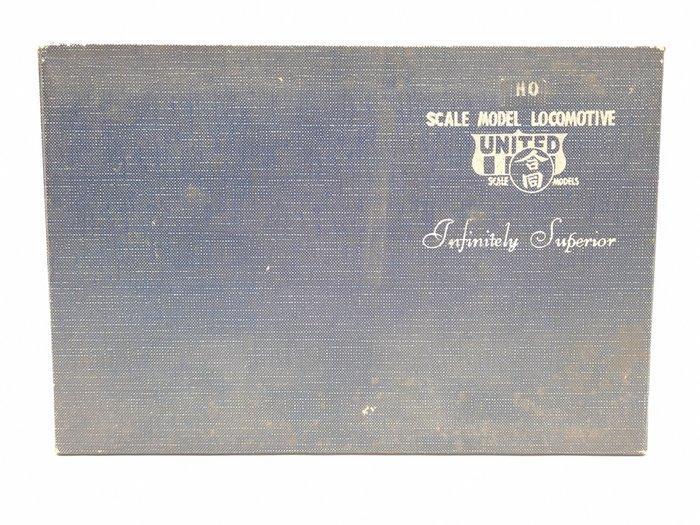 HO
SCALE MODEL LOCOMOTIVE
UNITED
合同
SCALE MODELS
Infinitely Superior